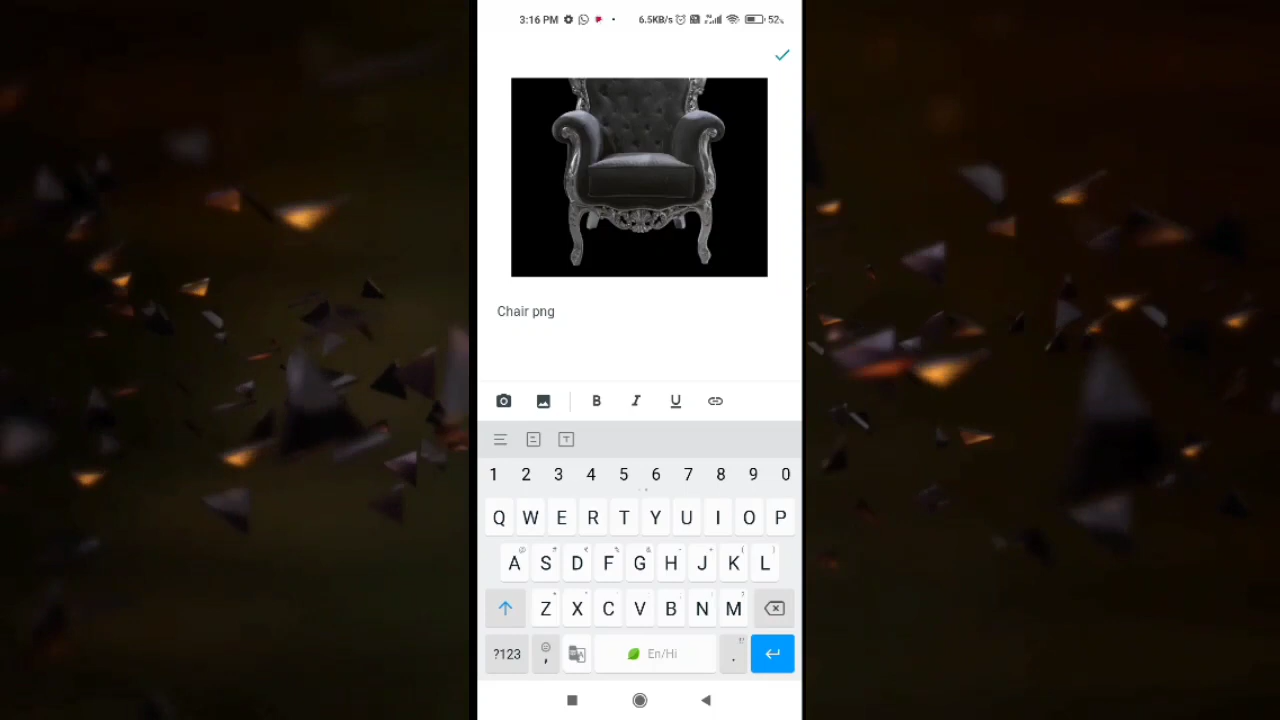 3:16 PM 6.5KB/s 52%
Chair png
B I U
1 2 3 4 5 6 7 8 9 0
Q W E R T Y U I O P
A S D F G H J K L
Z X C V B N M
?123 , En/Hi .